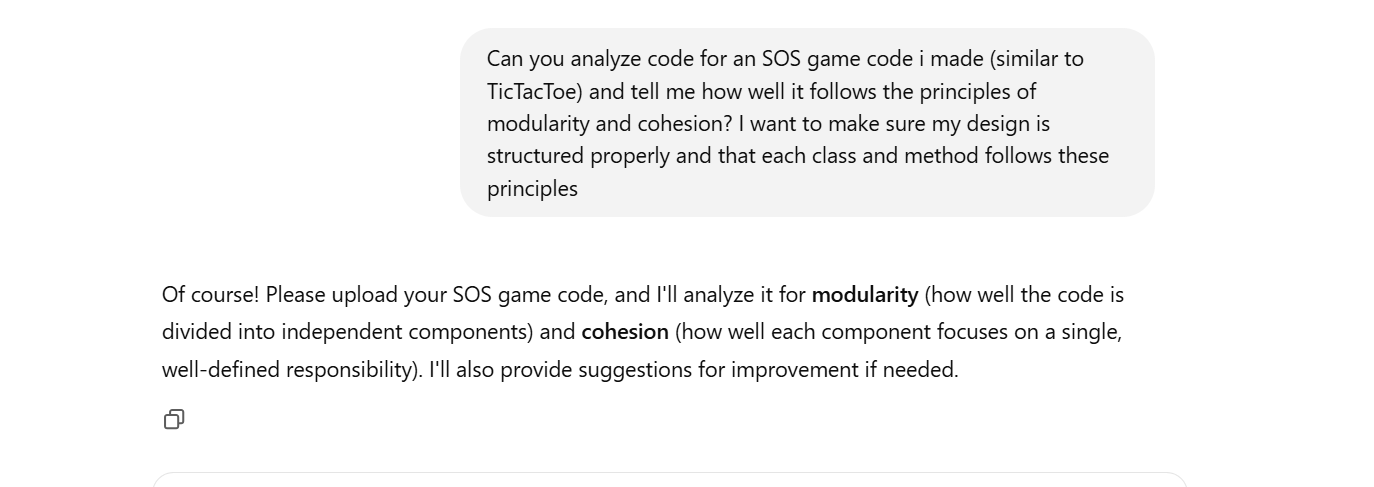 Can you analyze code for an SOS game code i made (similar to
TicTacToe) and tell me how well it follows the principles of
modularity and cohesion? I want to make sure my design is
structured properly and that each class and method follows these
principles
Of course! Please upload your SOS game code, and I'll analyze it for modularity (how well the code is
divided into independent components) and cohesion (how well each component focuses on a single,
well-defined responsibility). I'll also provide suggestions for improvement if needed.